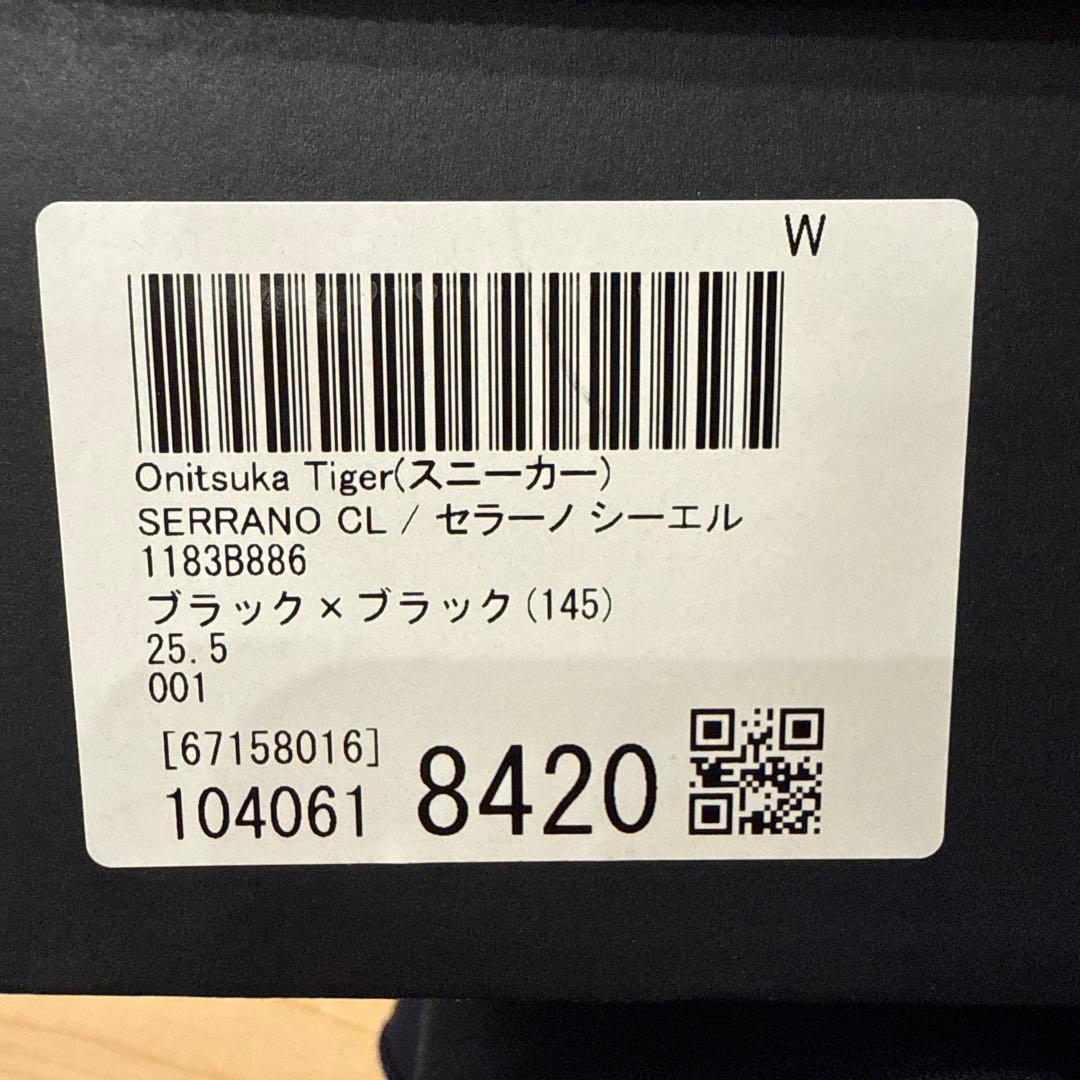 W
Onitsuka Tiger(スニーカー)
SERRANO CL / セラーノ シーエル
1183B886
ブラック×ブラック(145)
25.5
001
[67158016]
104061 8420